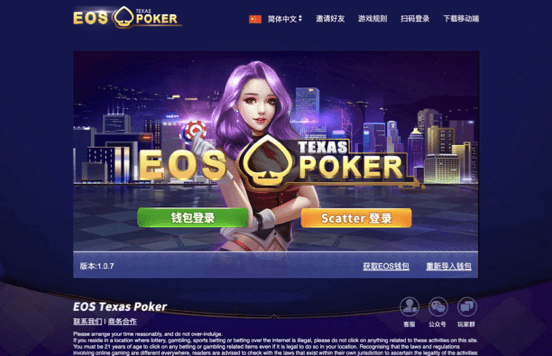 EOS TEXAS POKER
简体中文 邀请好友 游戏规则 扫码登录 下载移动端
EOS TEXAS POKER
钱包登录 Scatter 登录
版本:1.0.7 获取EOS钱包 重新导入钱包
EOS Texas Poker
联系我们 | 商务合作
客服 公众号 玩家群
Please arrange your time reasonably, and do not over-indulge.
If you reside in a location where lottery, gambling, sports betting or betting over the internet is illegal, please do not click on anything related to these activities on this site.
You must be 21 years of age to click on any betting or gambling related items even if it is legal to do so in your location. Recognising that the laws and regulations
involving online gaming are different everywhere, readers are advised to check with the laws that exist within their own jurisdiction to ascertain the legality of the activities